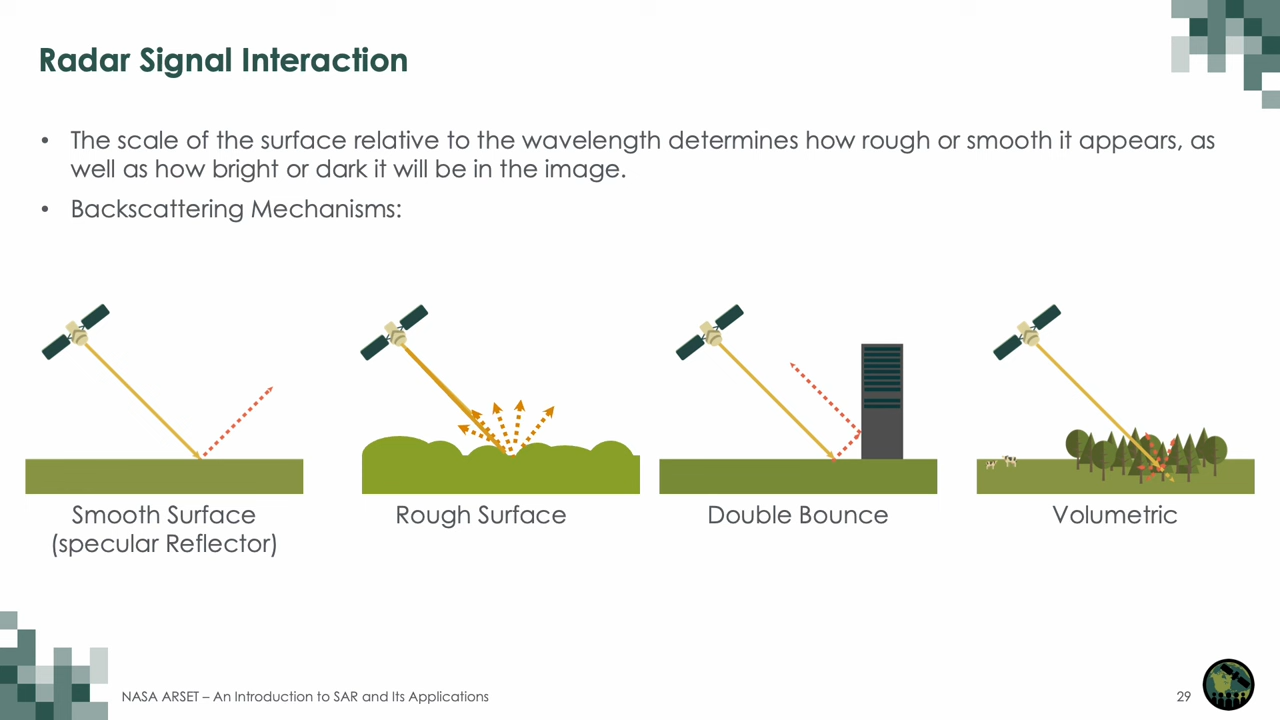 Radar Signal Interaction
• The scale of the surface relative to the wavelength determines how rough or smooth it appears, as
well as how bright or dark it will be in the image.
• Backscattering Mechanisms:
Smooth Surface
(specular Reflector)
Rough Surface
Double Bounce
Volumetric
NASA ARSET – An Introduction to SAR and Its Applications
29